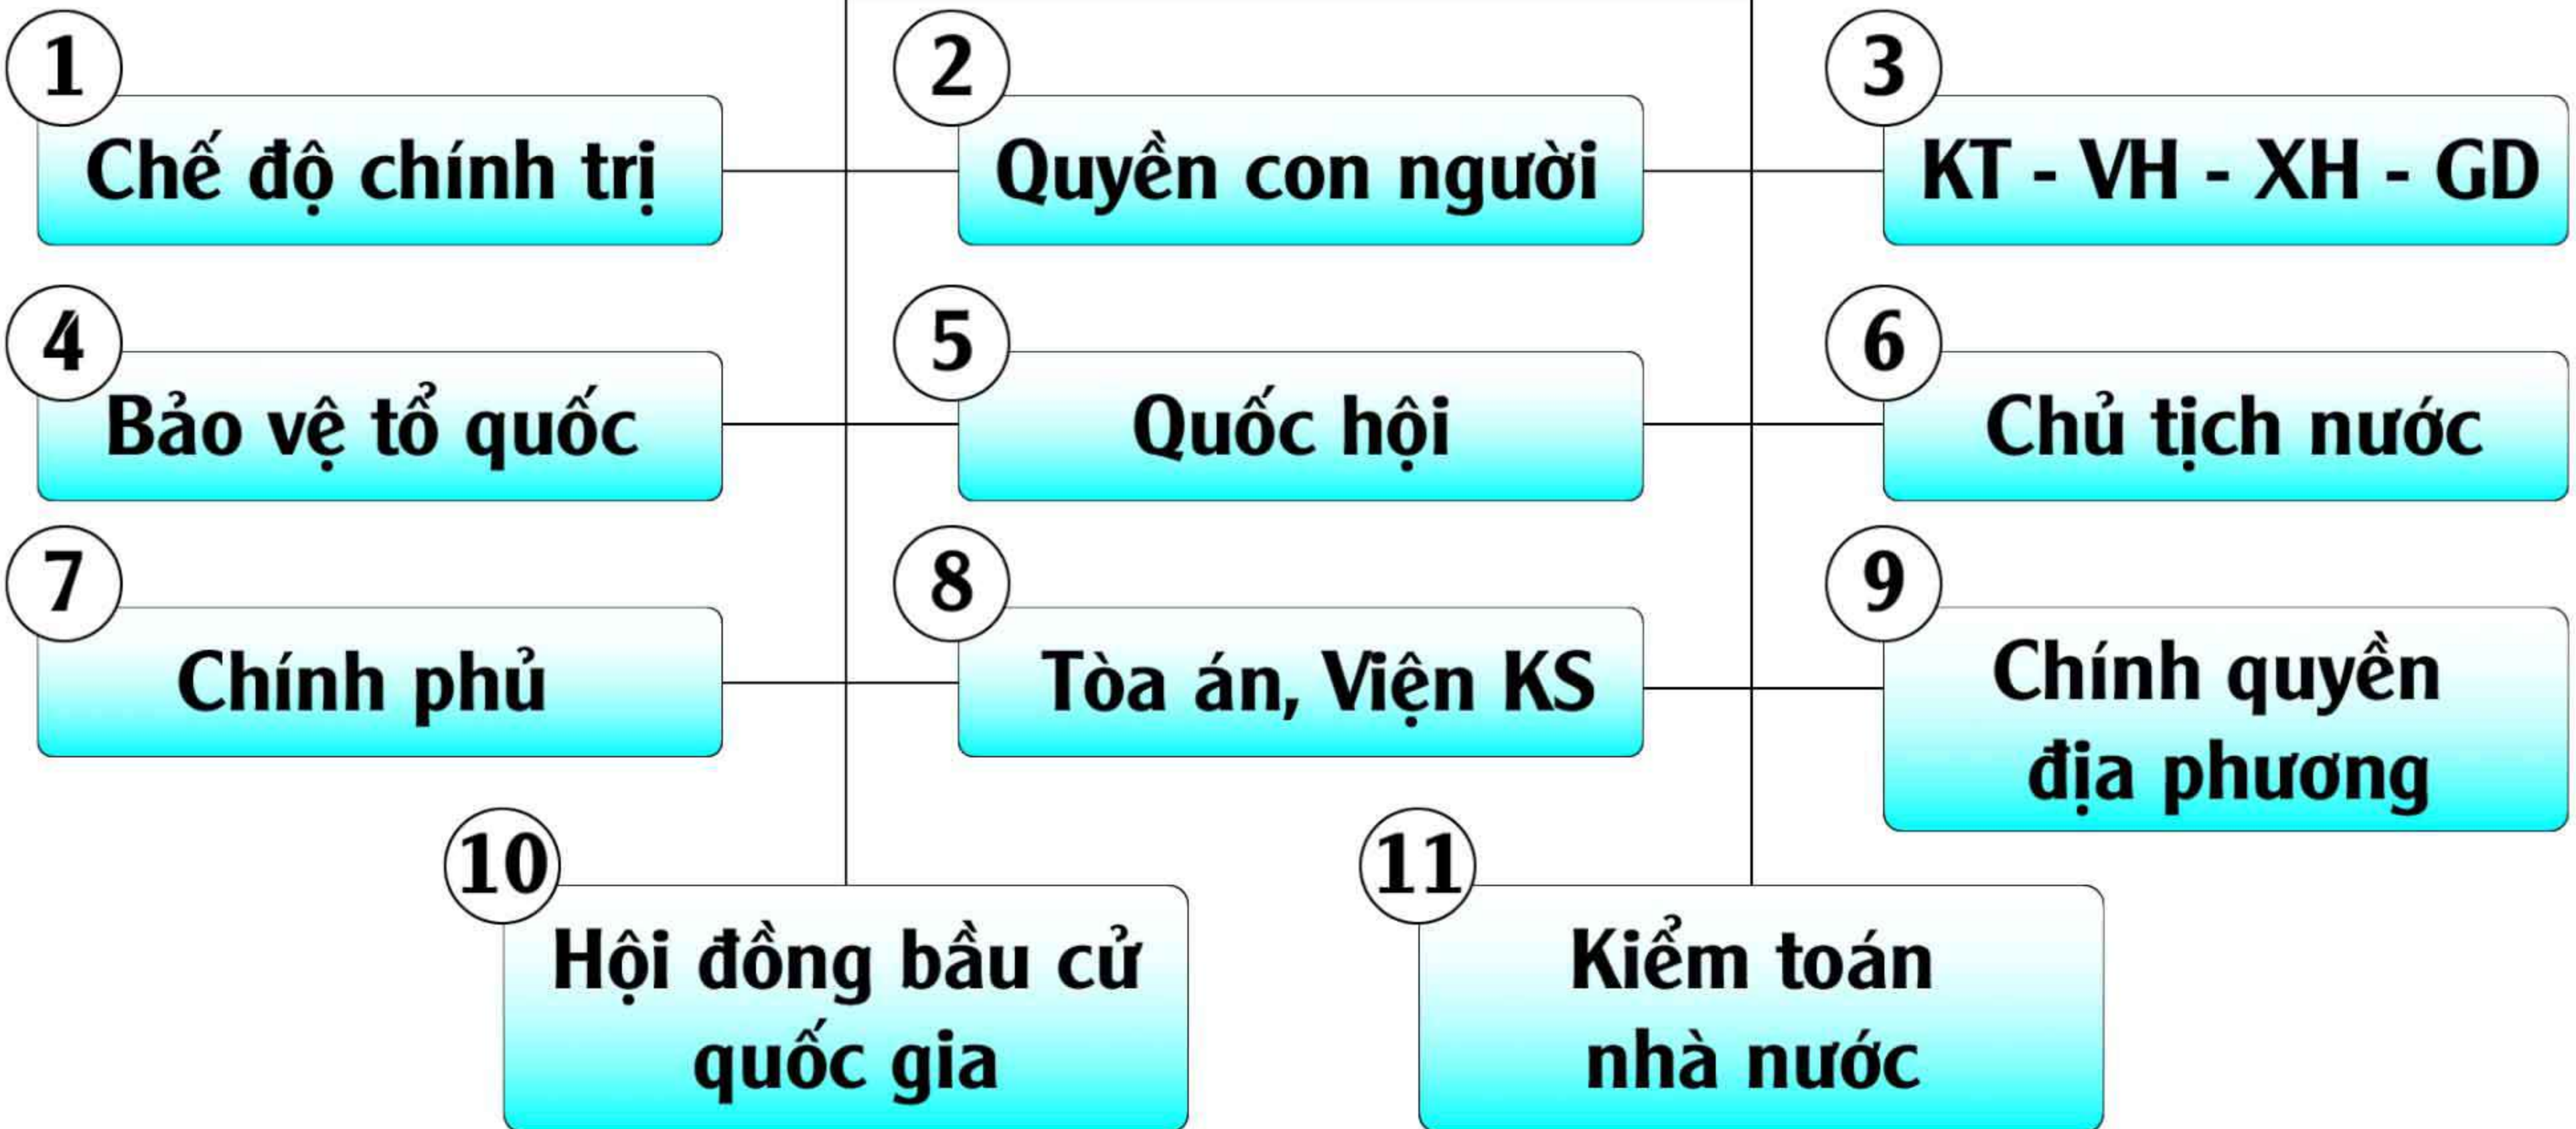 1
Chế độ chính trị
2
Quyền con người
3
KT - VH - XH - GD
4
Bảo vệ tổ quốc
5
Quốc hội
6
Chủ tịch nước
7
Chính phủ
8
Tòa án, Viện KS
9
Chính quyền
địa phương
10
Hội đồng bầu cử
quốc gia
11
Kiểm toán
nhà nước